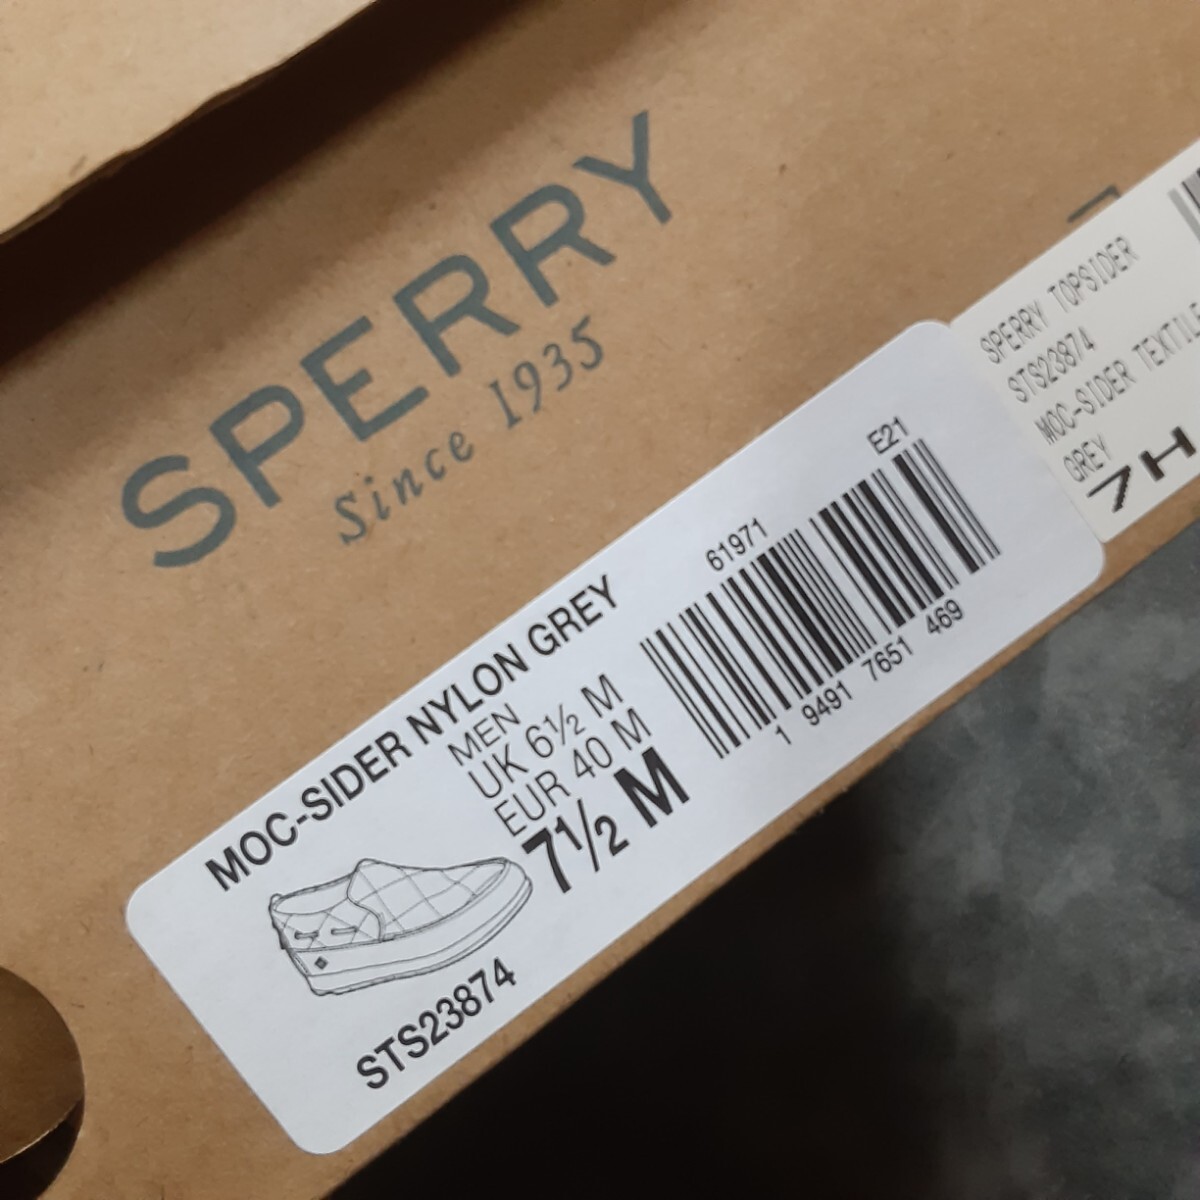 SPERRY
Since 1935
SPERRY TOPSIDER
STS23874
MOC-SIDER TEXTILE
GREY
7H
E21
61971
1 9491 7651 469
MOC-SIDER NYLON GREY
MEN
UK 6½ M
EUR 40 M
7½ M
STS23874